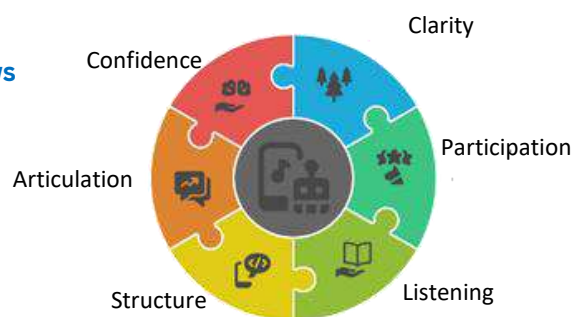 Clarity
Confidence
Participation
Articulation
Listening
Structure